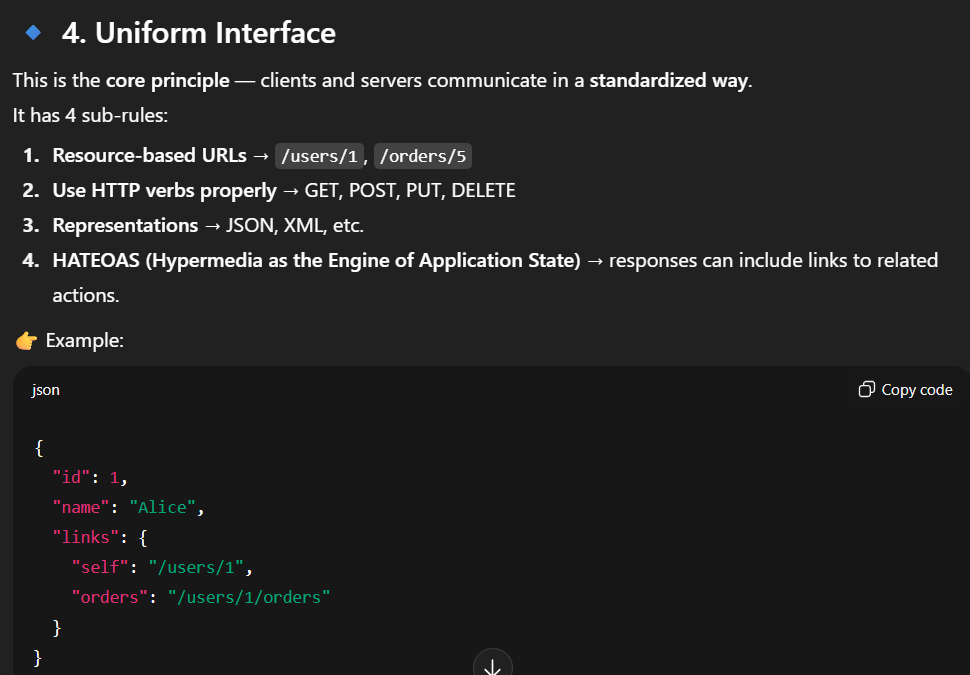 4. Uniform Interface
This is the core principle — clients and servers communicate in a standardized way.
It has 4 sub-rules:
1. Resource-based URLs → /users/1, /orders/5
2. Use HTTP verbs properly → GET, POST, PUT, DELETE
3. Representations → JSON, XML, etc.
4. HATEOAS (Hypermedia as the Engine of Application State) → responses can include links to related
actions.
👉 Example:
json Copy code
{
  "id": 1,
  "name": "Alice",
  "links": {
    "self": "/users/1",
    "orders": "/users/1/orders"
  }
}